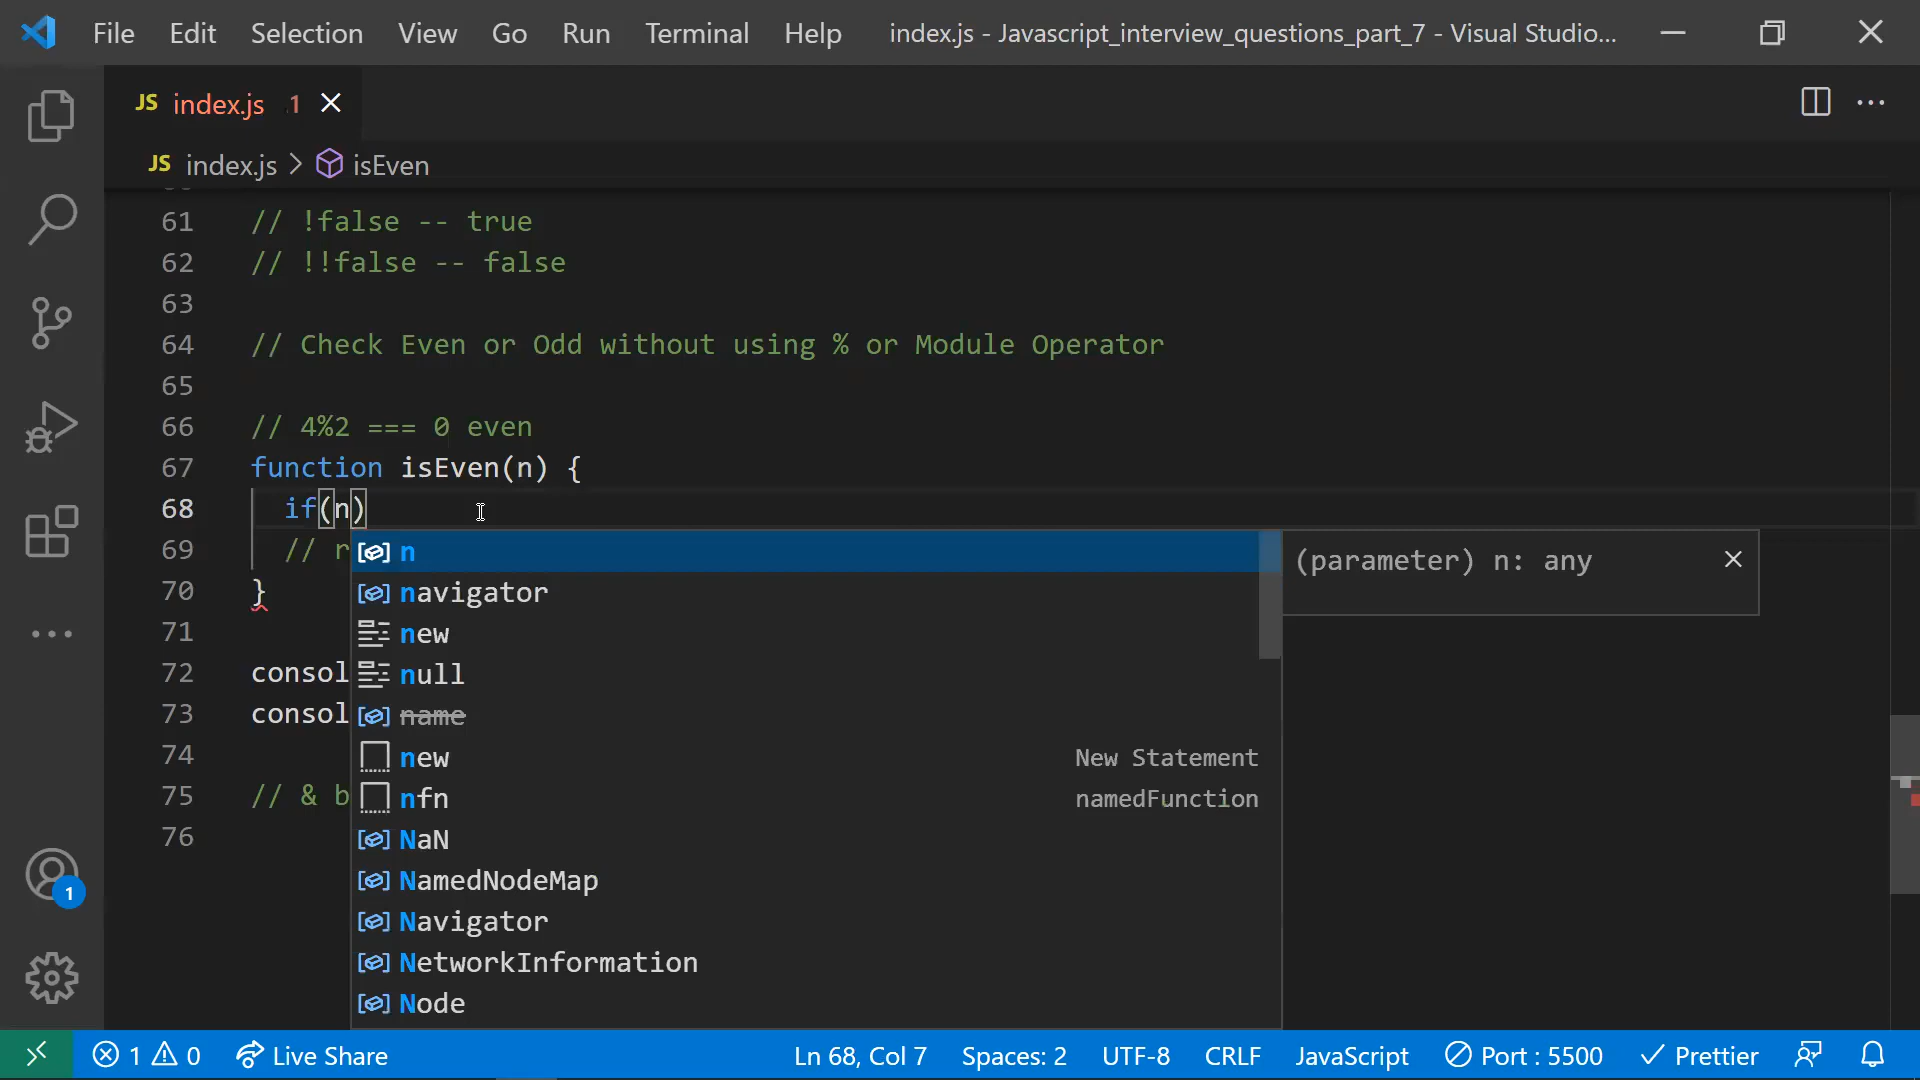 File Edit Selection View Go Run Terminal Help index.js - Javascript_interview_questions_part_7 - Visual Studio...
JS index.js 1
JS index.js > isEven
61 // !false -- true
62 // !!false -- false
63
64 // Check Even or Odd without using % or Module Operator
65
66 // 4%2 === 0 even
67 function isEven(n) {
68 if(n)
69 // r
70 }
71
72 consol
73 consol
74
75 // & b
76
n
navigator
new
null
name
new New Statement
nfn namedFunction
NaN
NamedNodeMap
Navigator
NetworkInformation
Node
(parameter) n: any
1
1 0 Live Share Ln 68, Col 7 Spaces: 2 UTF-8 CRLF JavaScript Port : 5500 Prettier